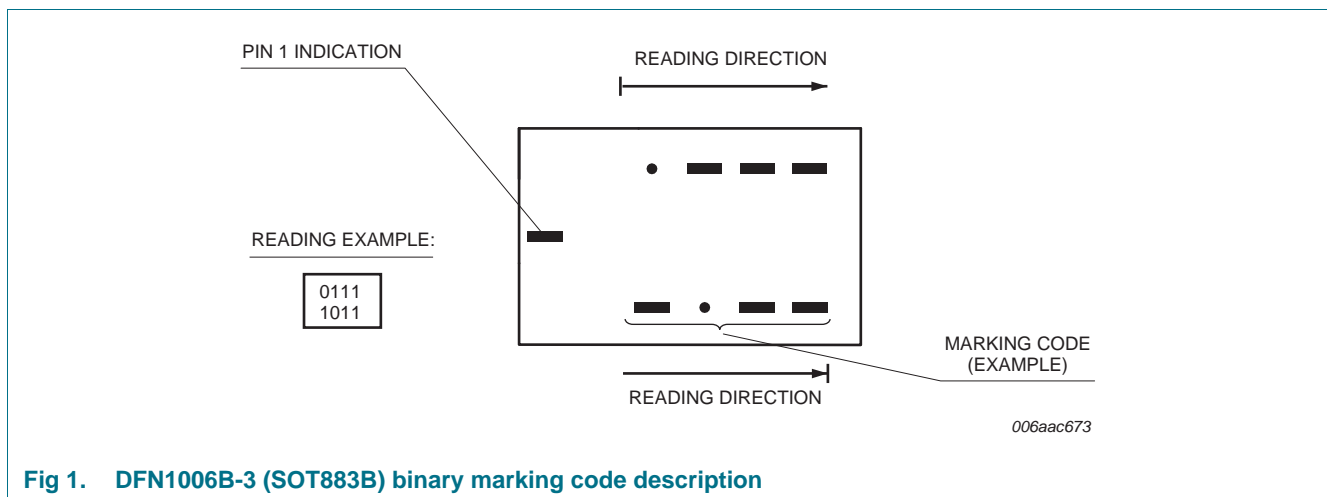 PIN 1 INDICATION
READING DIRECTION
READING EXAMPLE:
0111
1011
MARKING CODE
(EXAMPLE)
READING DIRECTION
006aac673
Fig 1. DFN1006B-3 (SOT883B) binary marking code description